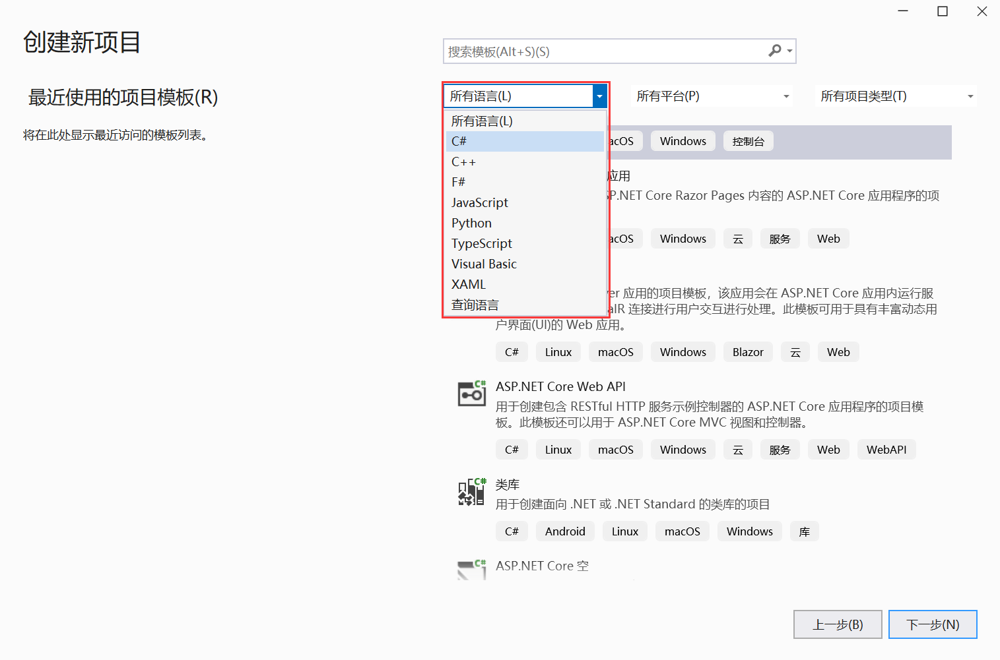 创建新项目
搜索模板(Alt+S)(S)
最近使用的项目模板(R)
将在此处显示最近访问的模板列表。
所有语言(L)
所有平台(P)
所有项目类型(T)
所有语言(L)
C#
C++
F#
JavaScript
Python
TypeScript
Visual Basic
XAML
查询语言
acOS Windows 控制台
应用
SP.NET Core Razor Pages 内容的 ASP.NET Core 应用程序的项
acOS Windows 云 服务 Web
ver 应用的项目模板，该应用会在 ASP.NET Core 应用内运行服
alR 连接进行用户交互进行处理。此模板可用于具有丰富动态用
户界面(UI)的 Web 应用。
C# Linux macOS Windows Blazor 云 Web
ASP.NET Core Web API
用于创建包含 RESTful HTTP 服务示例控制器的 ASP.NET Core 应用程序的项目模
板。此模板还可以用于 ASP.NET Core MVC 视图和控制器。
C# Linux macOS Windows 云 服务 Web WebAPI
类库
用于创建面向 .NET 或 .NET Standard 的类库的项目
C# Android Linux macOS Windows 库
ASP.NET Core 空
上一步(B)
下一步(N)